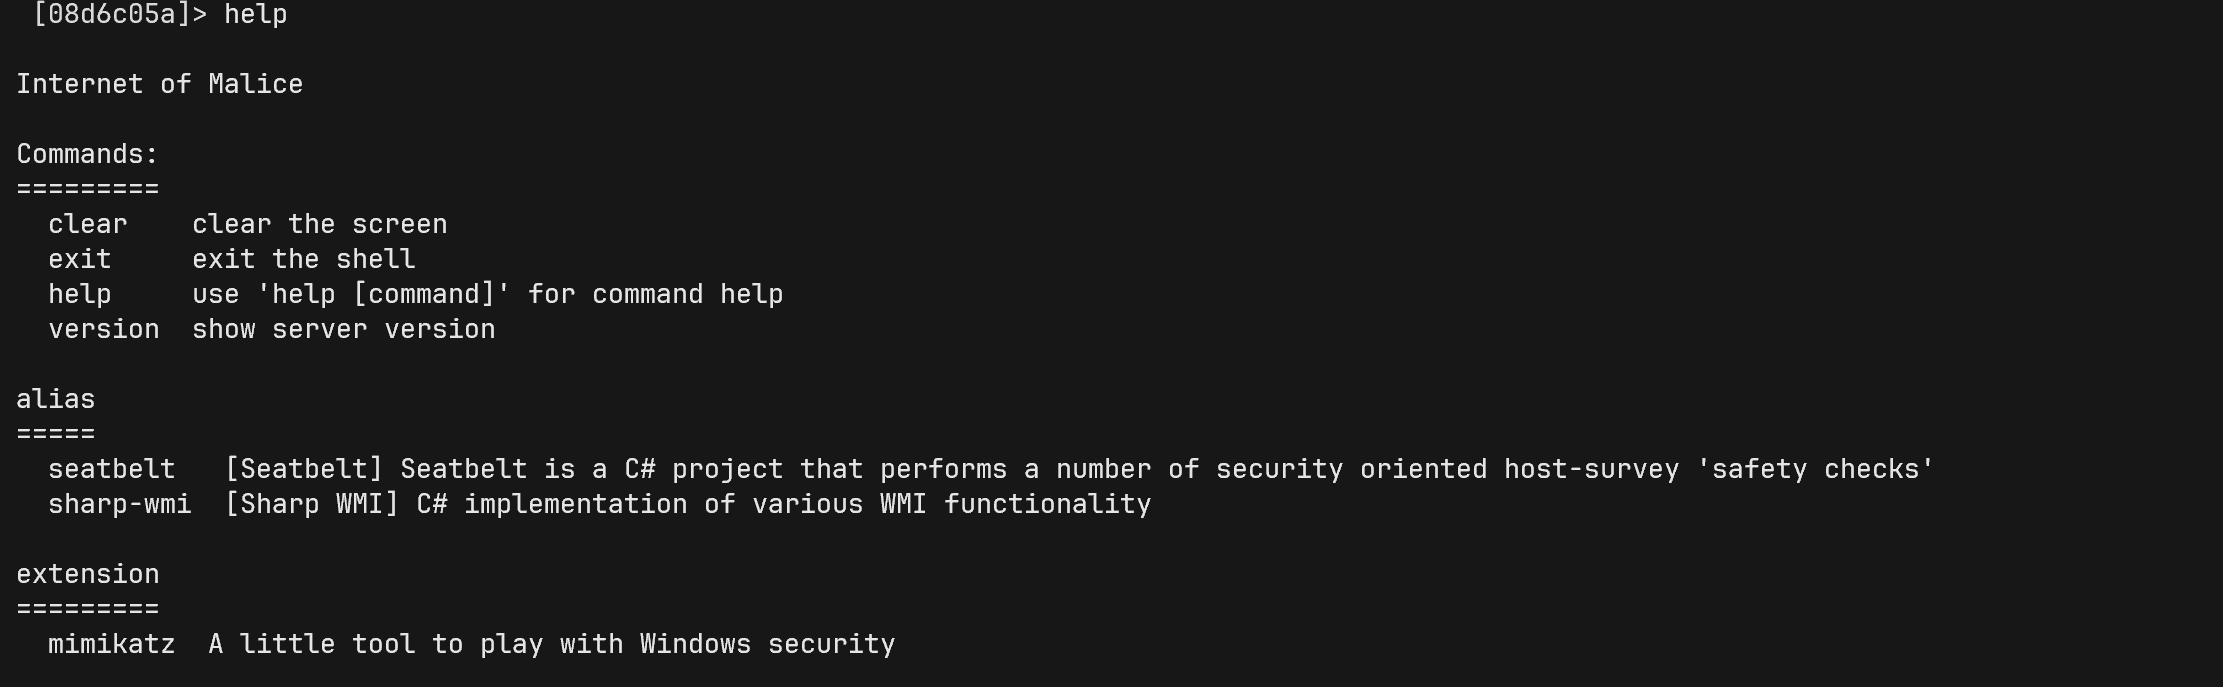 [08d6c05a]> help
Internet of Malice
Commands:
=========
clear    clear the screen
exit     exit the shell
help     use 'help [command]' for command help
version  show server version
alias
=====
seatbelt   [Seatbelt] Seatbelt is a C# project that performs a number of security oriented host-survey 'safety checks'
sharp-wmi  [Sharp WMI] C# implementation of various WMI functionality
extension
=========
mimikatz  A little tool to play with Windows security